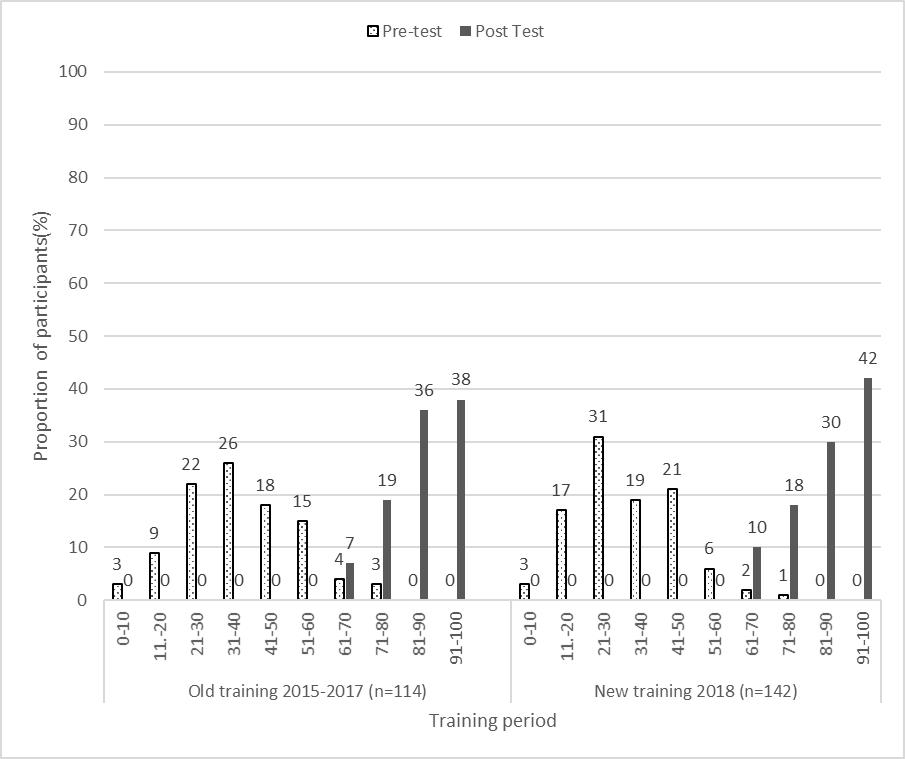 Pre-test Post Test
100
90
80
70
60
50
40
30
20
10
0
Proportion of participants(%)
3 0 9 0 22 0 26 0 18 0 15 0 4 7 3 19 0 36 0 38
3 0 17 0 31 0 19 0 21 0 6 0 2 10 1 18 0 30 0 42
0-10 11.-20 21-30 31-40 41-50 51-60 61-70 71-80 81-90 91-100
0-10 11.-20 21-30 31-40 41-50 51-60 61-70 71-80 81-90 91-100
Old training 2015-2017 (n=114) New training 2018 (n=142)
Training period